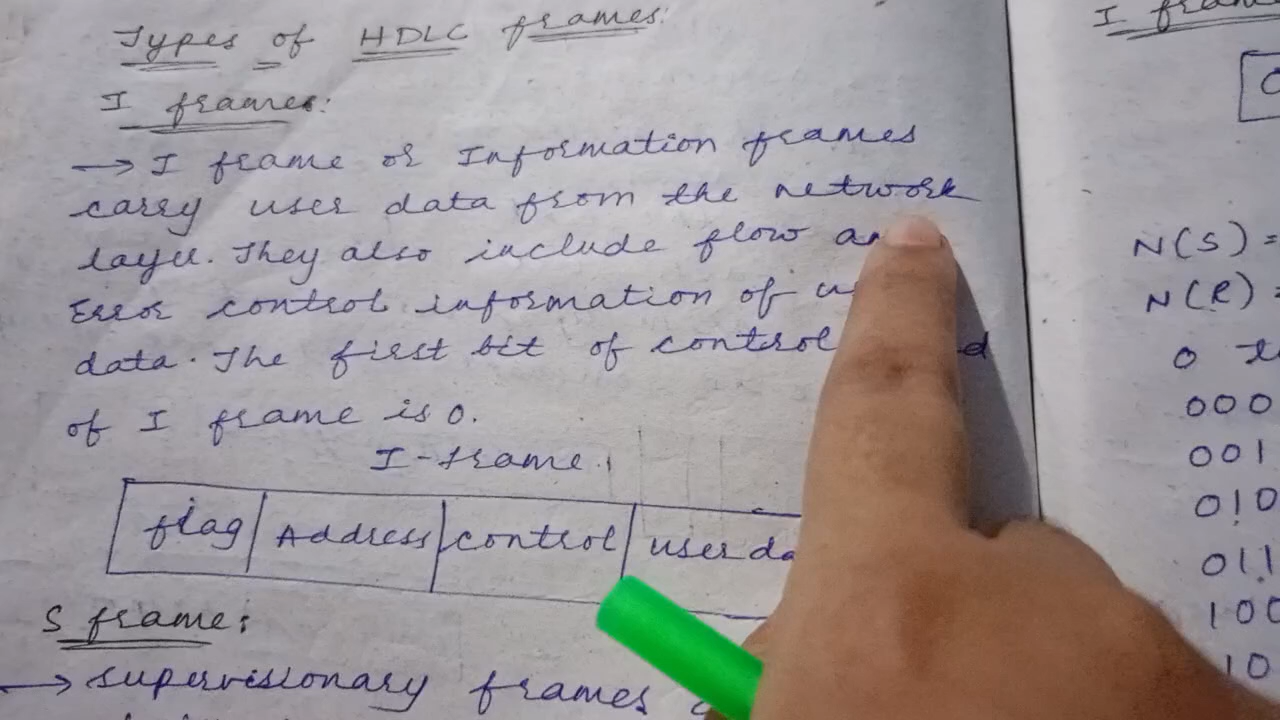 Types of HDLC frames:
I frames:
→ I frame or Information frames
carry user data from the network
layer. They also include flow
Error control information of
data. The first bit of control
of I frame is 0.
I-frame
flag Address control user
S frame:
→ supervisionary frames
I
N(S) =
N(R) =
0
000
001
010
011
100
10